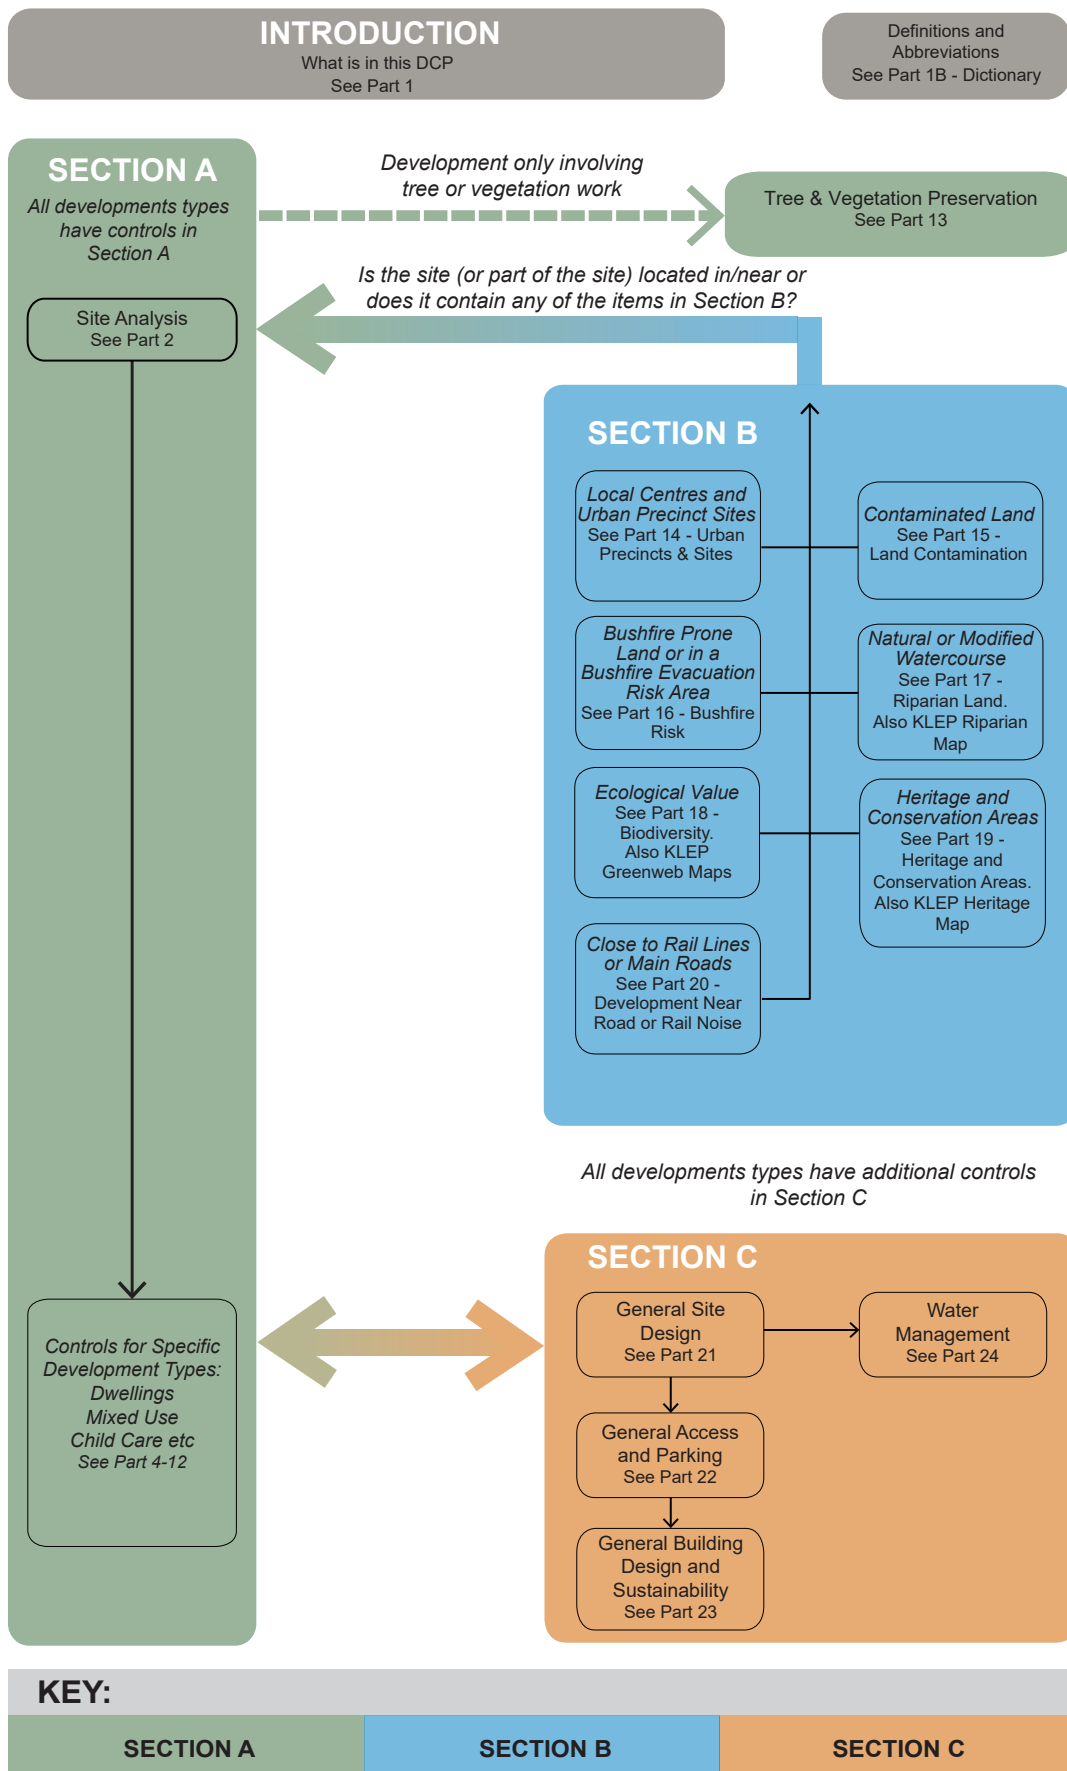 INTRODUCTION
What is in this DCP
See Part 1
Definitions and
Abbreviations
See Part 1B - Dictionary
SECTION A
All developments types
have controls in
Section A
Development only involving
tree or vegetation work
Tree & Vegetation Preservation
See Part 13
Is the site (or part of the site) located in/near or
does it contain any of the items in Section B?
Site Analysis
See Part 2
SECTION B
Local Centres and
Urban Precinct Sites
See Part 14 - Urban
Precincts & Sites
Contaminated Land
See Part 15 -
Land Contamination
Bushfire Prone
Land or in a
Bushfire Evacuation
Risk Area
See Part 16 - Bushfire
Risk
Natural or Modified
Watercourse
See Part 17 -
Riparian Land.
Also KLEP Riparian
Map
Ecological Value
See Part 18 -
Biodiversity.
Also KLEP
Greenweb Maps
Heritage and
Conservation Areas
See Part 19 -
Heritage and
Conservation Areas.
Also KLEP Heritage
Map
Close to Rail Lines
or Main Roads
See Part 20 -
Development Near
Road or Rail Noise
All developments types have additional controls
in Section C
SECTION C
General Site
Design
See Part 21
Water
Management
See Part 24
Controls for Specific
Development Types:
Dwellings
Mixed Use
Child Care etc
See Part 4-12
General Access
and Parking
See Part 22
General Building
Design and
Sustainability
See Part 23
KEY:
SECTION A
SECTION B
SECTION C